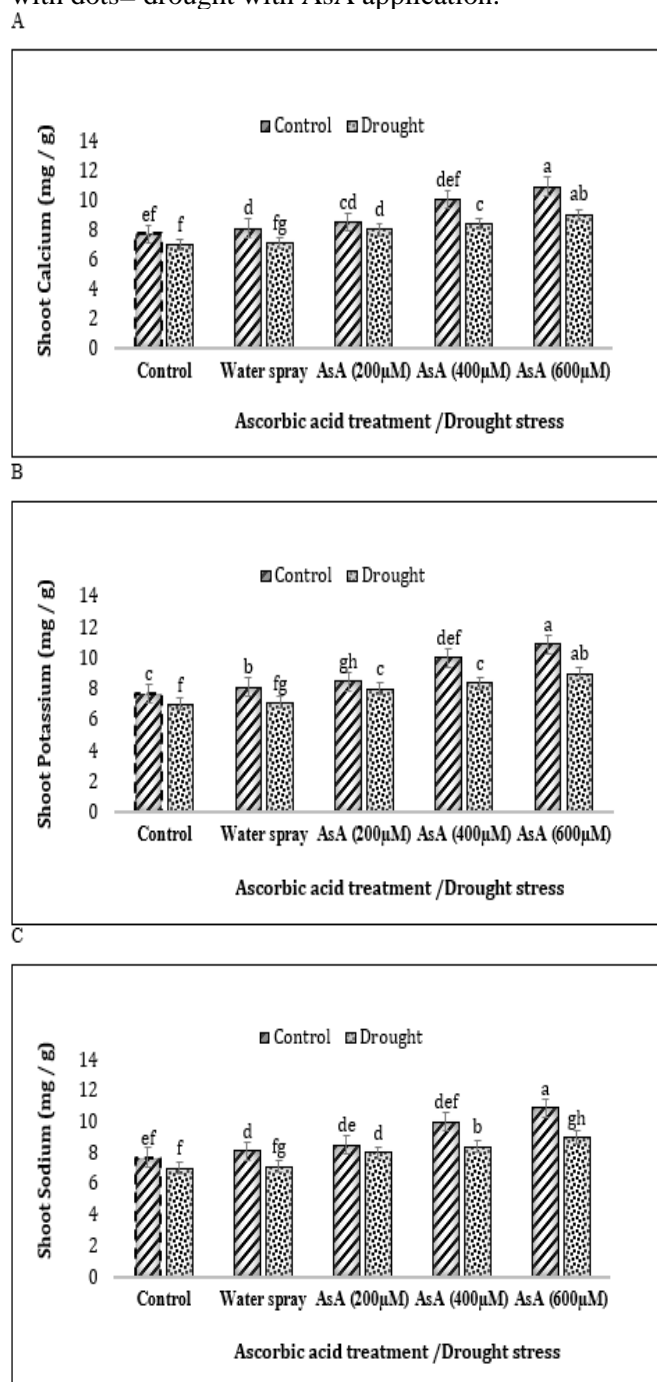 with dots= drought with AsA application.
A
Control Drought
14
12
10
8
6
4
2
0
Shoot Calcium (mg / g)
ef f d fg cd d def c a ab
Control Water spray AsA (200µM) AsA (400µM) AsA (600µM)
Ascorbic acid treatment /Drought stress
B
Control Drought
14
12
10
8
6
4
2
0
Shoot Potassium (mg / g)
c f b fg gh c def c a ab
Control Water spray AsA (200µM) AsA (400µM) AsA (600µM)
Ascorbic acid treatment /Drought stress
C
Control Drought
14
12
10
8
6
4
2
0
Shoot Sodium (mg / g)
ef f d fg de d def b a gh
Control Water spray AsA (200µM) AsA (400µM) AsA (600µM)
Ascorbic acid treatment /Drought stress